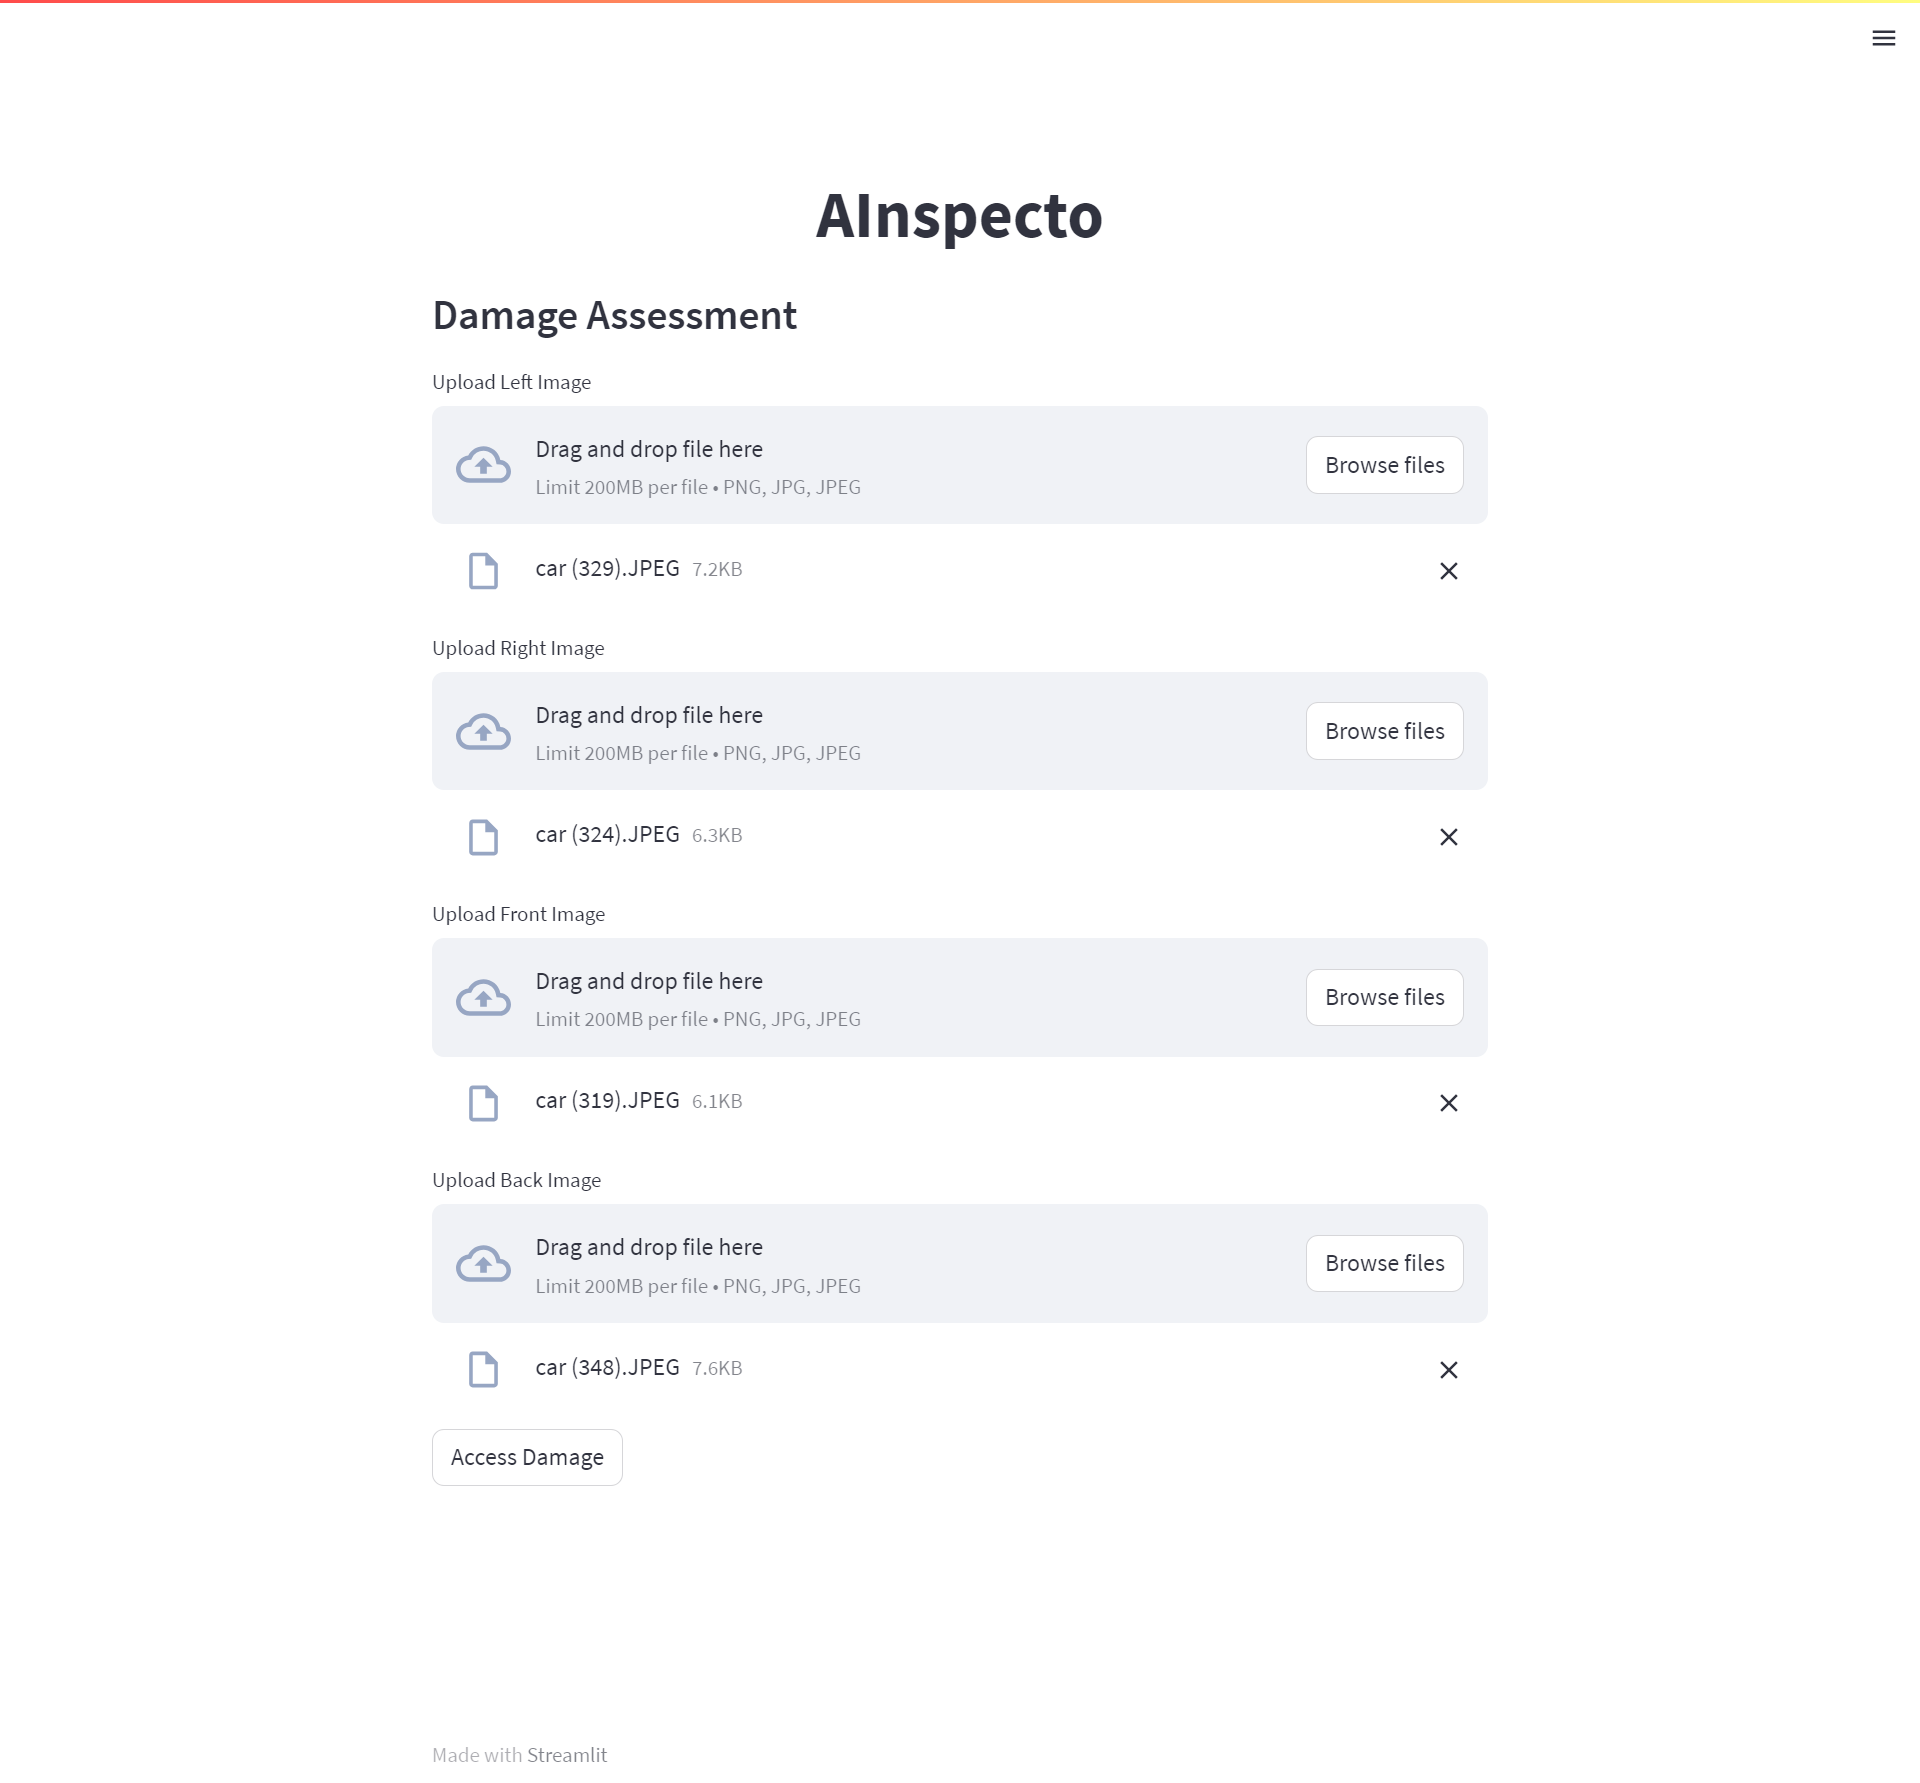 AInspecto
Damage Assessment
Upload Left Image
Drag and drop file here
Limit 200MB per file • PNG, JPG, JPEG
Browse files
car (329).JPEG 7.2KB
Upload Right Image
Drag and drop file here
Limit 200MB per file • PNG, JPG, JPEG
Browse files
car (324).JPEG 6.3KB
Upload Front Image
Drag and drop file here
Limit 200MB per file • PNG, JPG, JPEG
Browse files
car (319).JPEG 6.1KB
Upload Back Image
Drag and drop file here
Limit 200MB per file • PNG, JPG, JPEG
Browse files
car (348).JPEG 7.6KB
Access Damage
Made with Streamlit